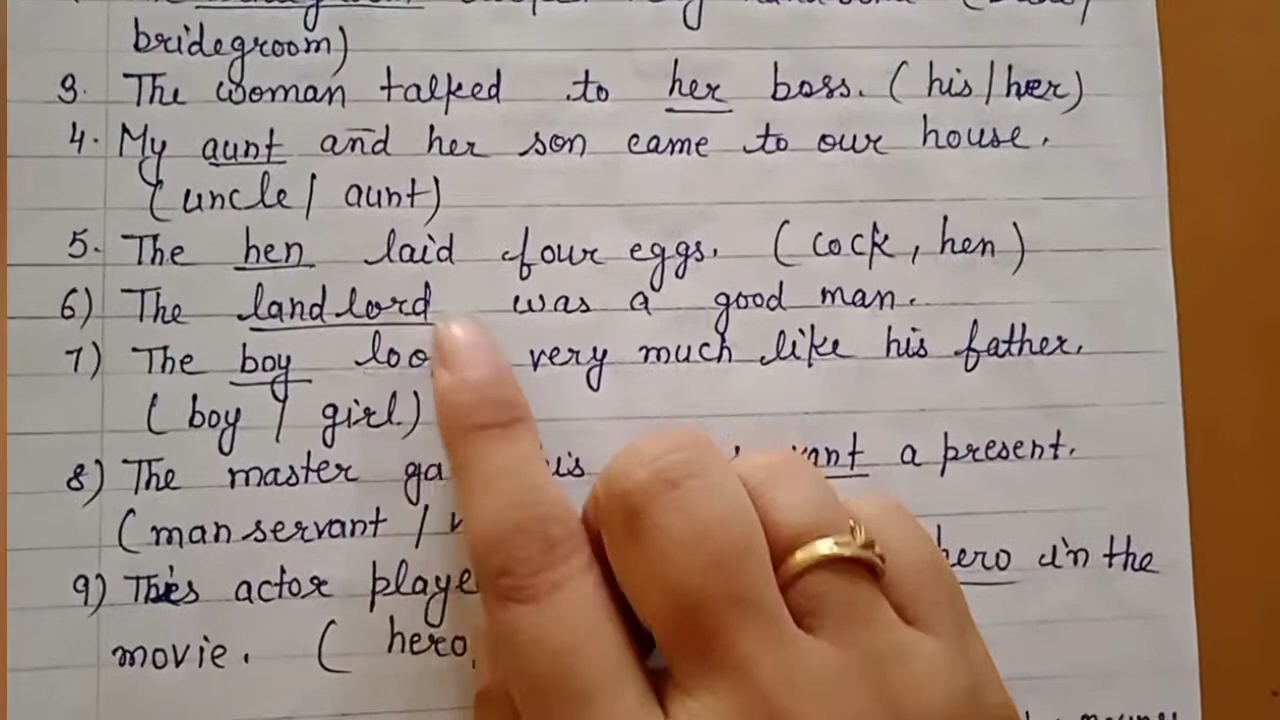 bridegroom)
3. The woman talked to her boss. (his/her)
4. My aunt and her son came to our house.
(uncle/ aunt)
5. The hen laid four eggs. (cock, hen)
6) The landlord was a good man.
7) The boy very much like his father.
(boy / girl)
8) The master a present.
(manservant /
9) This actor hero in the
movie. ( hero,